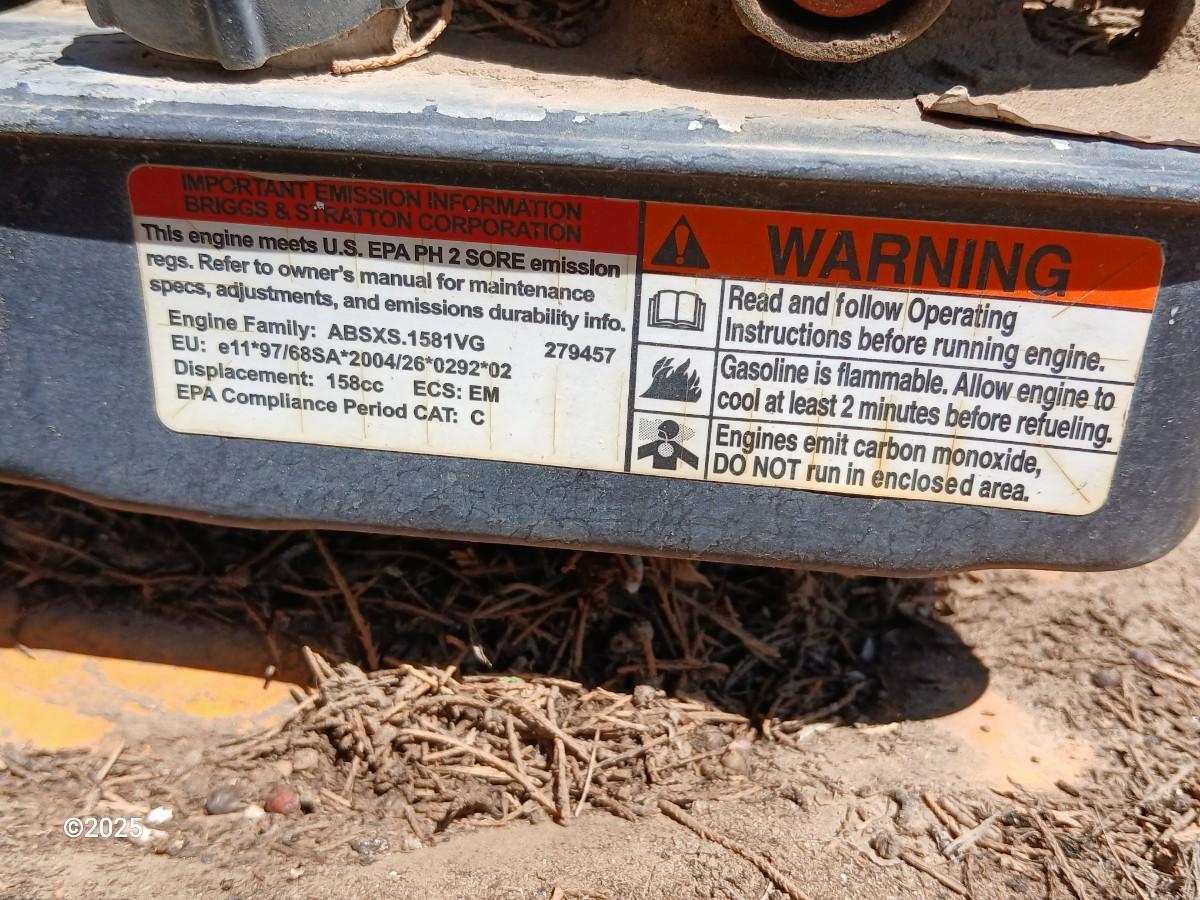 IMPORTANT EMISSION INFORMATION
BRIGGS & STRATTON CORPORATION
This engine meets U.S. EPA PH 2 SORE emission
regs. Refer to owner's manual for maintenance
specs, adjustments, and emissions durability info.
Engine Family: ABSXS.1581VG
EU: e11*97/68SA*2004/26*0292*02
279457
Displacement: 158cc ECS: EM
EPA Compliance Period CAT: C
WARNING
Read and follow Operating
Instructions before running engine.
Gasoline is flammable. Allow engine to
cool at least 2 minutes before refueling.
Engines emit carbon monoxide,
DO NOT run in enclosed area.
©2025